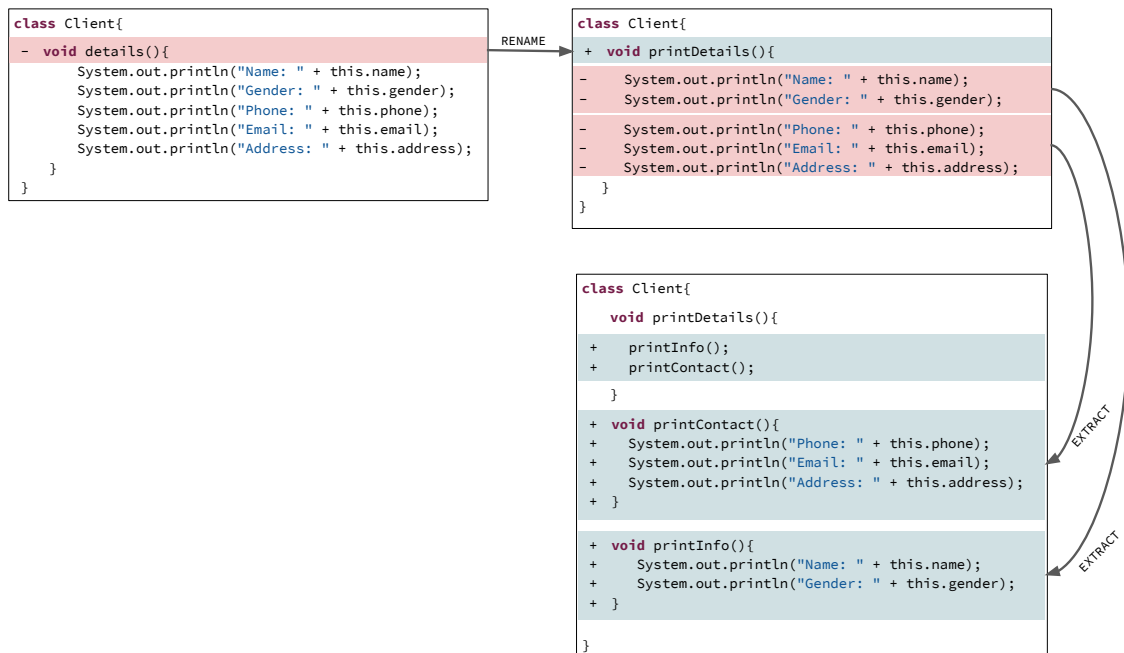 class Client{
- void details(){
System.out.println("Name: " + this.name);
System.out.println("Gender: " + this.gender);
System.out.println("Phone: " + this.phone);
System.out.println("Email: " + this.email);
System.out.println("Address: " + this.address);
}
}
RENAME
class Client{
+ void printDetails(){
- System.out.println("Name: " + this.name);
- System.out.println("Gender: " + this.gender);
- System.out.println("Phone: " + this.phone);
- System.out.println("Email: " + this.email);
- System.out.println("Address: " + this.address);
}
}
class Client{
void printDetails(){
+ printInfo();
+ printContact();
}
+ void printContact(){
+ System.out.println("Phone: " + this.phone);
+ System.out.println("Email: " + this.email);
+ System.out.println("Address: " + this.address);
+ }
+ void printInfo(){
+ System.out.println("Name: " + this.name);
+ System.out.println("Gender: " + this.gender);
+ }
}
EXTRACT
EXTRACT